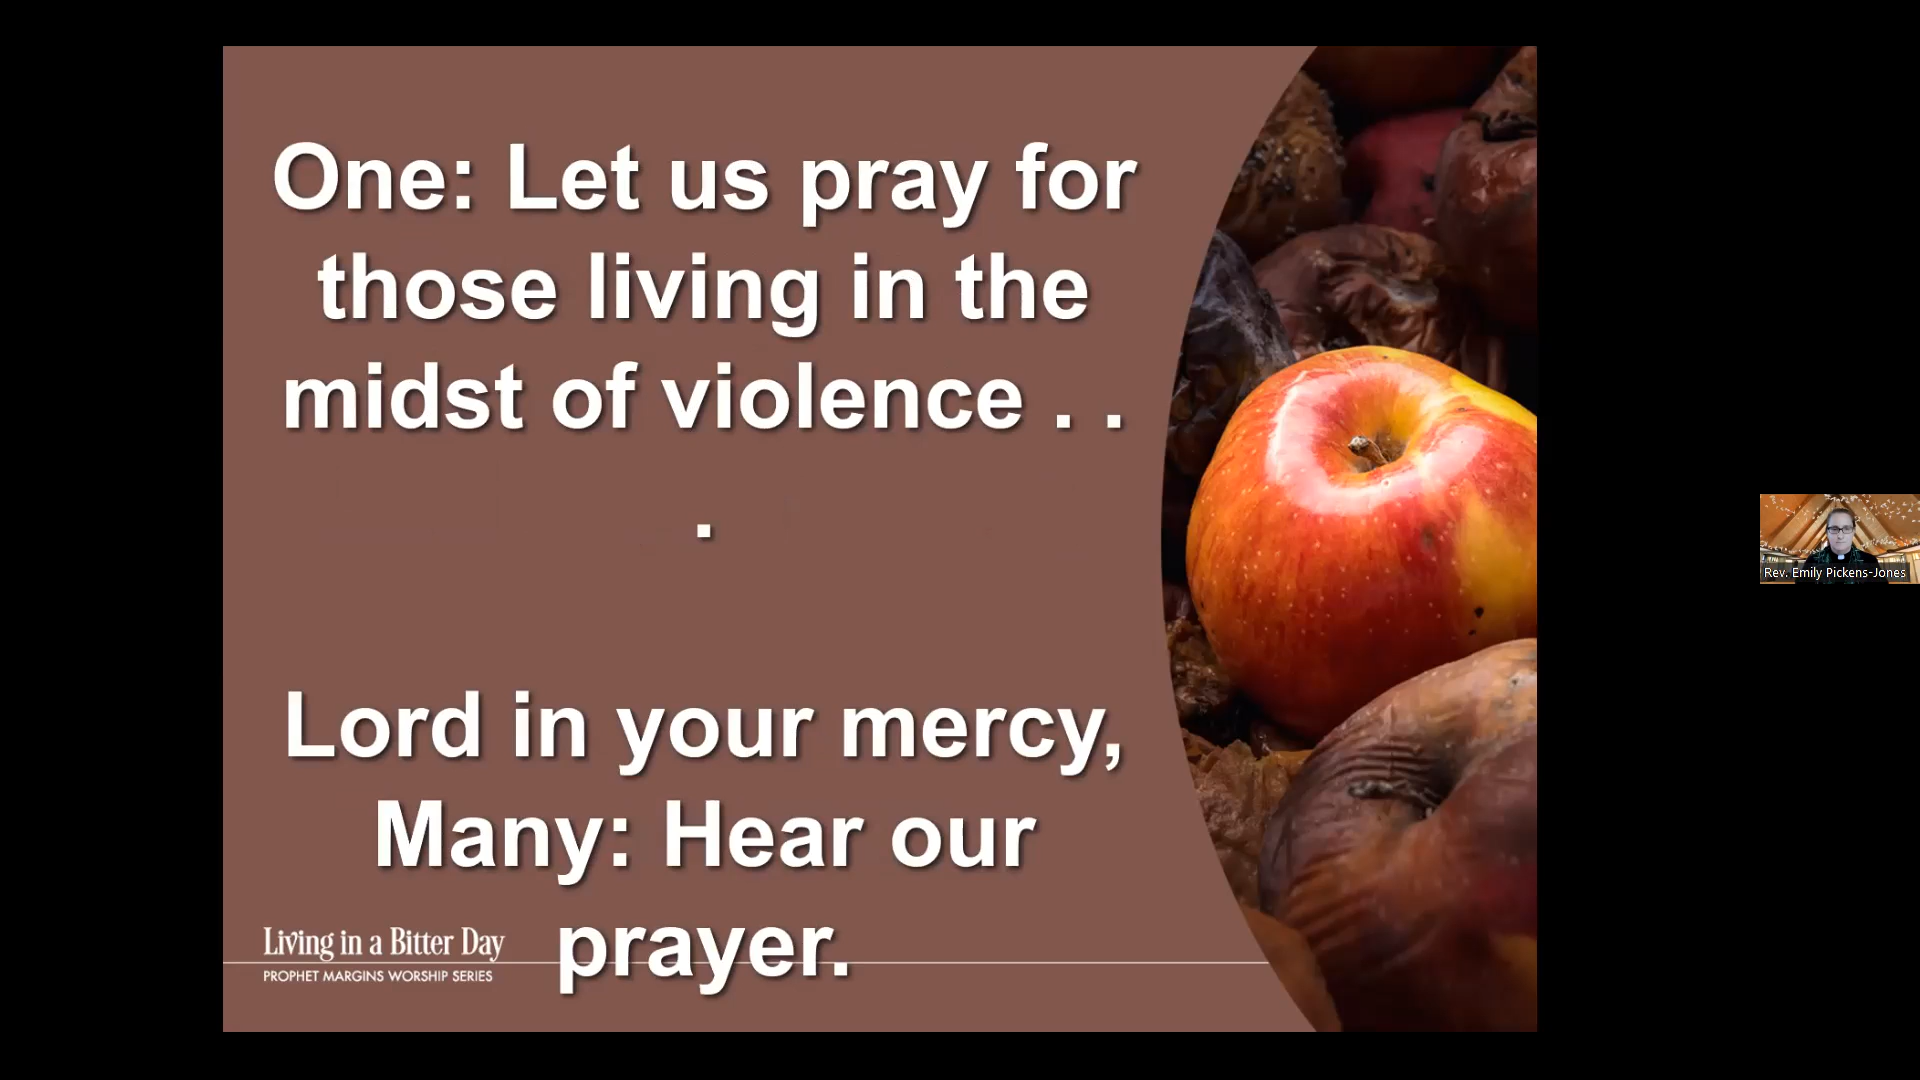 One: Let us pray for
those living in the
midst of violence . .
.
Lord in your mercy,
Many: Hear our
prayer.
Living in a Bitter Day
PROPHET MARGINS WORSHIP SERIES
Rev. Emily Pickens-Jones